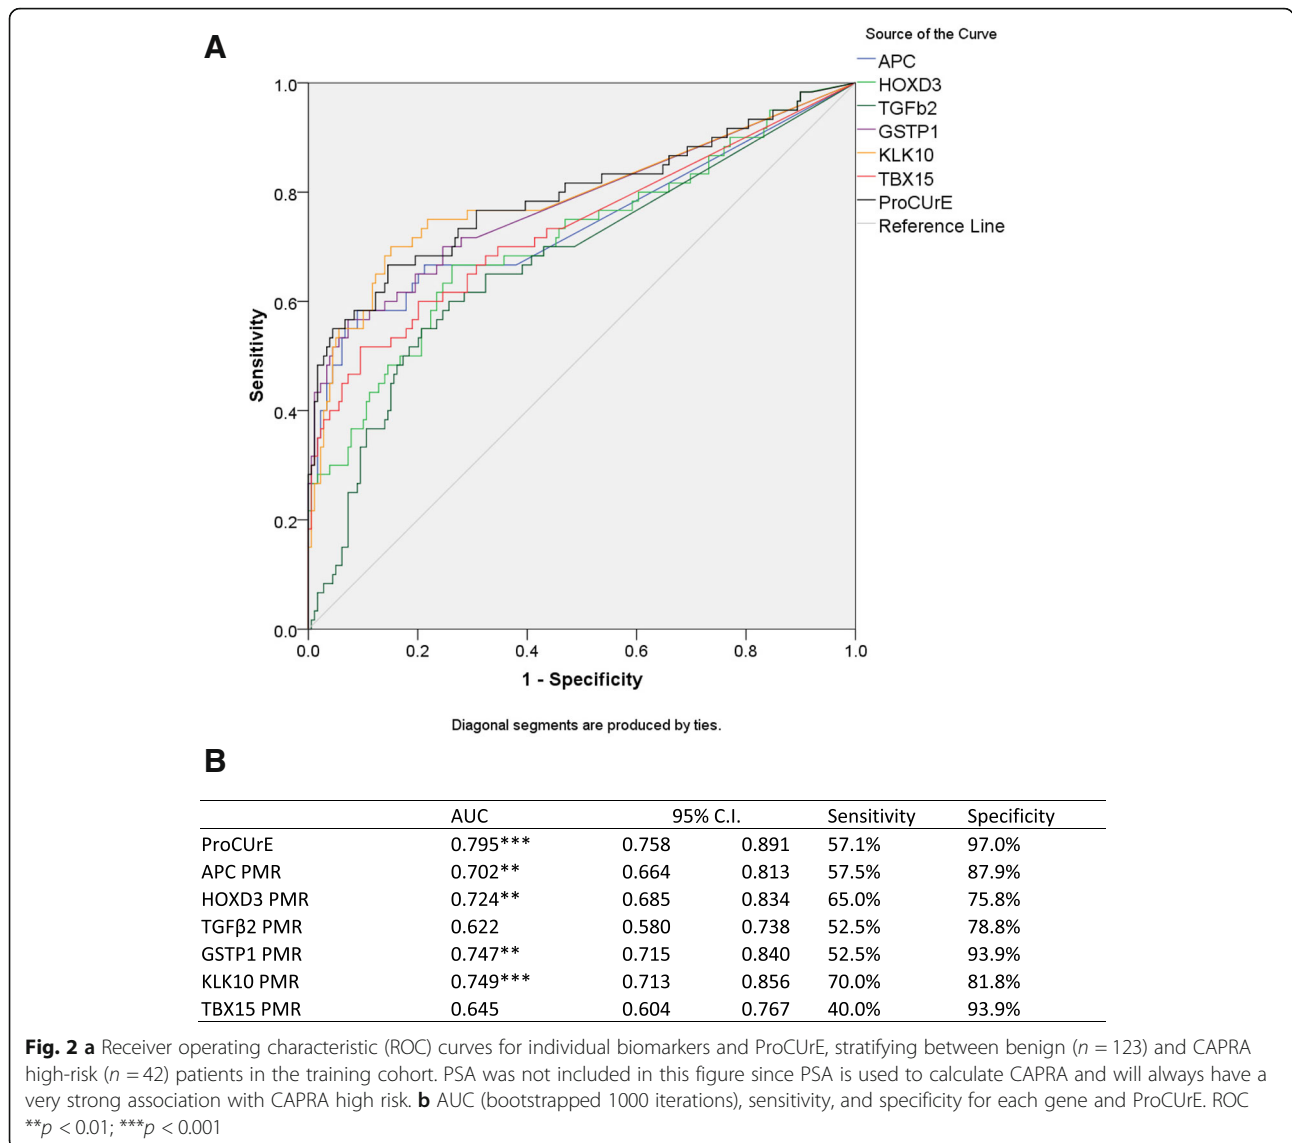 A
Source of the Curve
APC
HOXD3
TGFb2
GSTP1
KLK10
TBX15
ProCUrE
Reference Line
1.0
0.8
0.6
0.4
0.2
0.0
Sensitivity
0.0 0.2 0.4 0.6 0.8 1.0
1 - Specificity
Diagonal segments are produced by ties.
B
AUC 95% C.I. Sensitivity Specificity
ProCUrE 0.795*** 0.758 0.891 57.1% 97.0%
APC PMR 0.702** 0.664 0.813 57.5% 87.9%
HOXD3 PMR 0.724** 0.685 0.834 65.0% 75.8%
TGFβ2 PMR 0.622 0.580 0.738 52.5% 78.8%
GSTP1 PMR 0.747** 0.715 0.840 52.5% 93.9%
KLK10 PMR 0.749*** 0.713 0.856 70.0% 81.8%
TBX15 PMR 0.645 0.604 0.767 40.0% 93.9%
Fig. 2 a Receiver operating characteristic (ROC) curves for individual biomarkers and ProCUrE, stratifying between benign (n = 123) and CAPRA
high-risk (n = 42) patients in the training cohort. PSA was not included in this figure since PSA is used to calculate CAPRA and will always have a
very strong association with CAPRA high risk. b AUC (bootstrapped 1000 iterations), sensitivity, and specificity for each gene and ProCUrE. ROC
**p < 0.01; ***p < 0.001